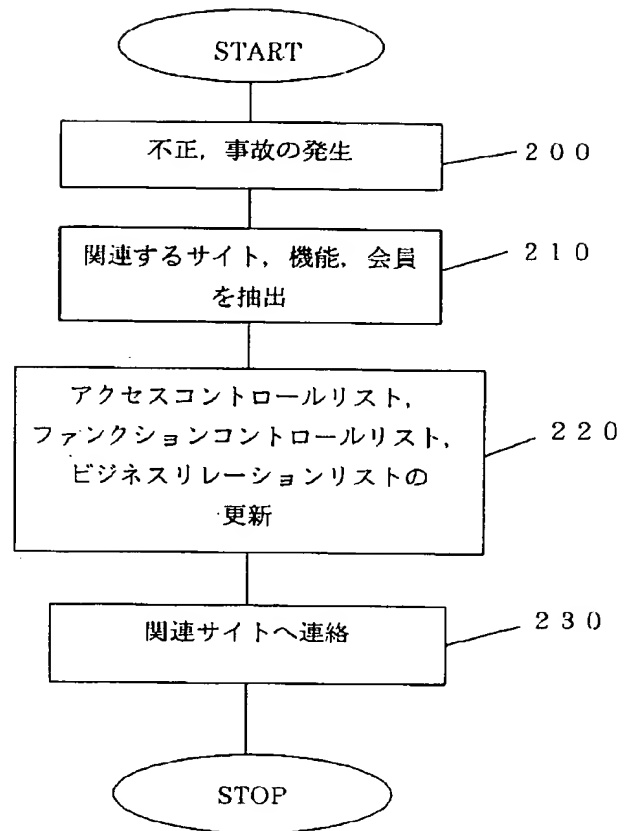 START
不正，事故の発生
200
関連するサイト，機能，会員
を抽出
210
アクセスコントロールリスト，
ファンクションコントロールリスト，
ビジネスリレーションリストの
更新
220
関連サイトへ連絡
230
STOP